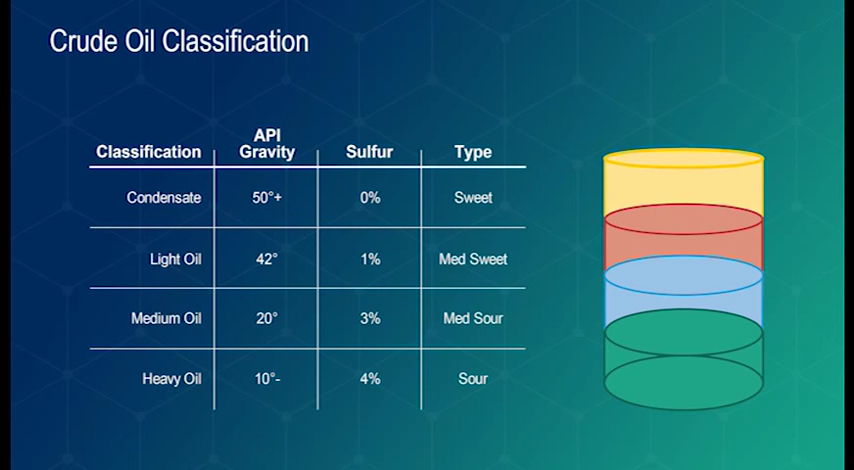 Crude Oil Classification
Classification API Gravity Sulfur Type
Condensate 50°+ 0% Sweet
Light Oil 42° 1% Med Sweet
Medium Oil 20° 3% Med Sour
Heavy Oil 10°- 4% Sour